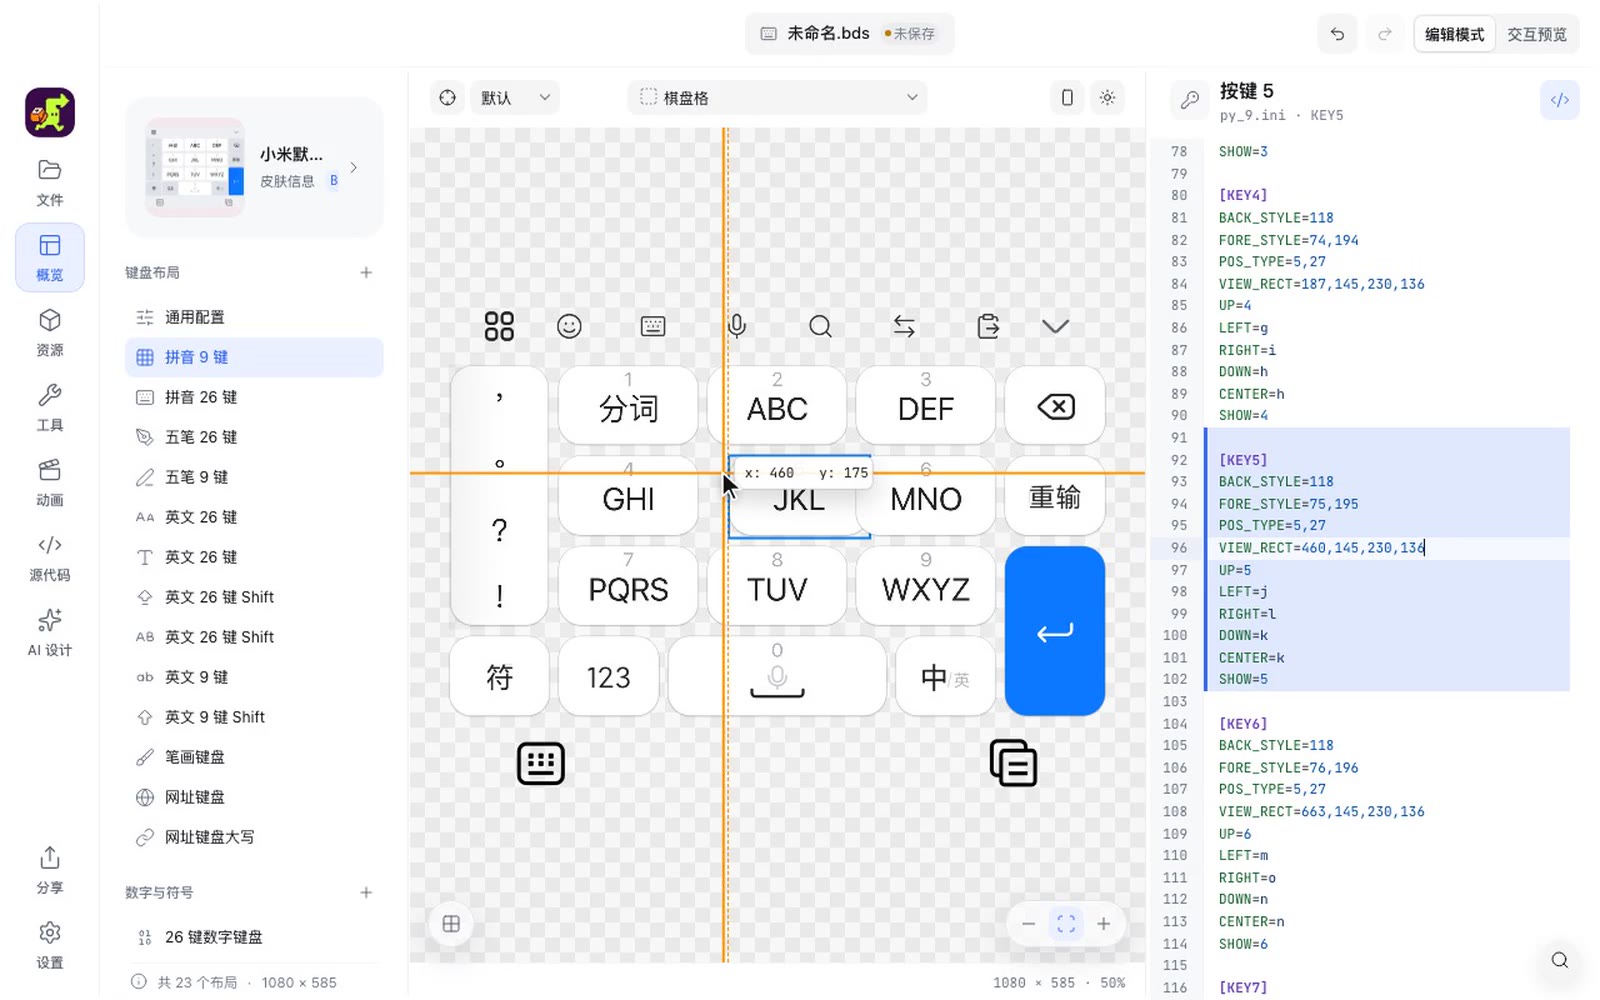 未命名.bds
未保存
编辑模式
交互预览
文件
概览
资源
工具
动画
源代码
AI 设计
分享
设置
小米默...
皮肤信息 B
键盘布局
通用配置
拼音 9 键
拼音 26 键
五笔 26 键
五笔 9 键
英文 26 键
英文 26 键
英文 26 键 Shift
英文 26 键 Shift
英文 9 键
英文 9 键 Shift
笔画键盘
网址键盘
网址键盘大写
数字与符号
26 键数字键盘
共 23 个布局 · 1080 × 585
默认
棋盘格
，
。
?
!
1
分词
2
ABC
3
DEF
4
GHI
x: 460 y: 175
JKL
6
MNO
重输
7
PQRS
8
TUV
9
WXYZ
符
123
0
中/英
1080 × 585 · 50%
按键 5
py_9.ini · KEY5
78 SHOW=3
79
80 [KEY4]
81 BACK_STYLE=118
82 FORE_STYLE=74,194
83 POS_TYPE=5,27
84 VIEW_RECT=187,145,230,136
85 UP=4
86 LEFT=g
87 RIGHT=i
88 DOWN=h
89 CENTER=h
90 SHOW=4
91
92 [KEY5]
93 BACK_STYLE=118
94 FORE_STYLE=75,195
95 POS_TYPE=5,27
96 VIEW_RECT=460,145,230,136
97 UP=5
98 LEFT=j
99 RIGHT=l
100 DOWN=k
101 CENTER=k
102 SHOW=5
103
104 [KEY6]
105 BACK_STYLE=118
106 FORE_STYLE=76,196
107 POS_TYPE=5,27
108 VIEW_RECT=663,145,230,136
109 UP=6
110 LEFT=m
111 RIGHT=o
112 DOWN=n
113 CENTER=n
114 SHOW=6
115
116 [KEY7]